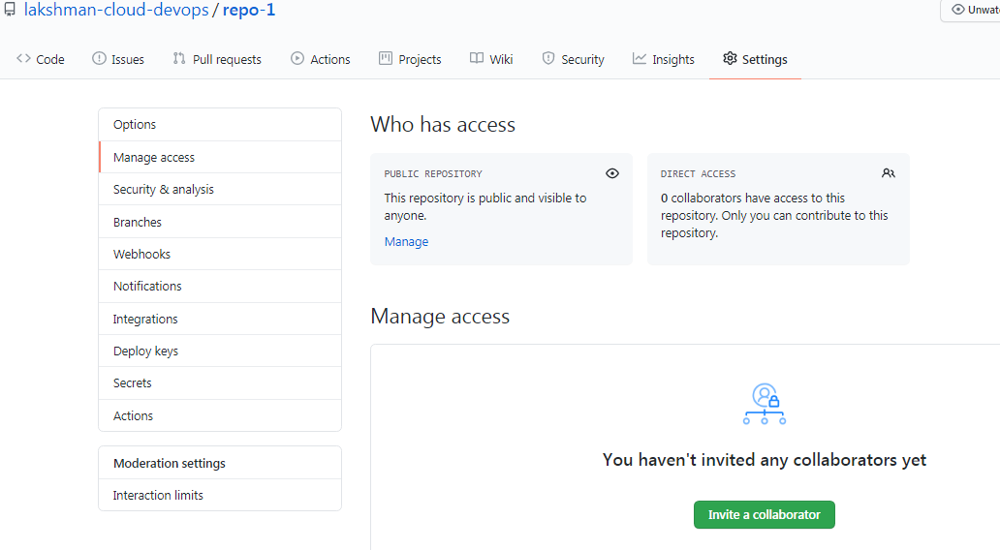 lakshman-cloud-devops / repo-1
Unwat
Code Issues Pull requests Actions Projects Wiki Security Insights Settings
Options
Manage access
Security & analysis
Branches
Webhooks
Notifications
Integrations
Deploy keys
Secrets
Actions
Moderation settings
Interaction limits
Who has access
PUBLIC REPOSITORY
This repository is public and visible to
anyone.
Manage
DIRECT ACCESS
0 collaborators have access to this
repository. Only you can contribute to this
repository.
Manage access
You haven't invited any collaborators yet
Invite a collaborator